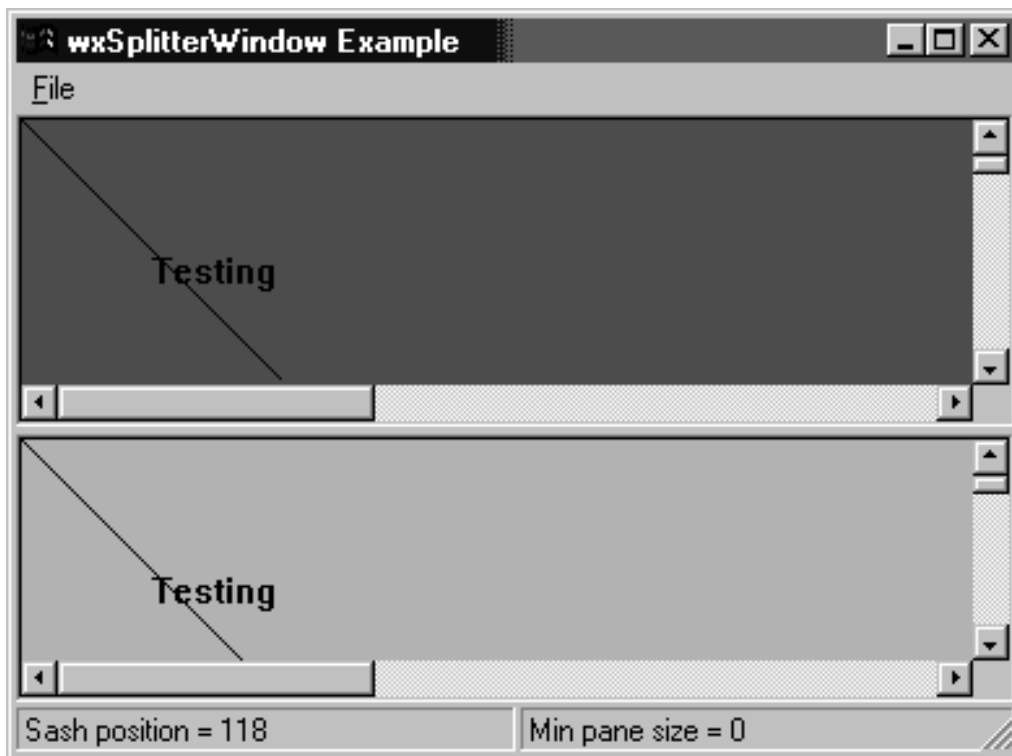 wxSplitterWindow Example
File
Testing
Testing
Sash position = 118
Min pane size = 0